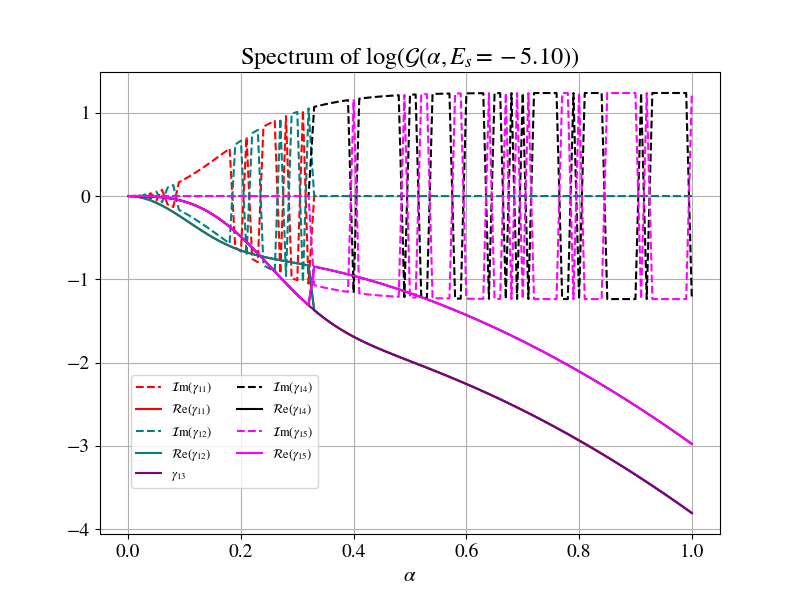 Spectrum of log(𝒢(α, E_s = −5.10))
1
0
−1
−2
−3
−4
ℐm(γ₁₁)
ℛe(γ₁₁)
ℐm(γ₁₂)
ℛe(γ₁₂)
γ₁₃
ℐm(γ₁₄)
ℛe(γ₁₄)
ℐm(γ₁₅)
ℛe(γ₁₅)
0.0 0.2 0.4 0.6 0.8 1.0
α